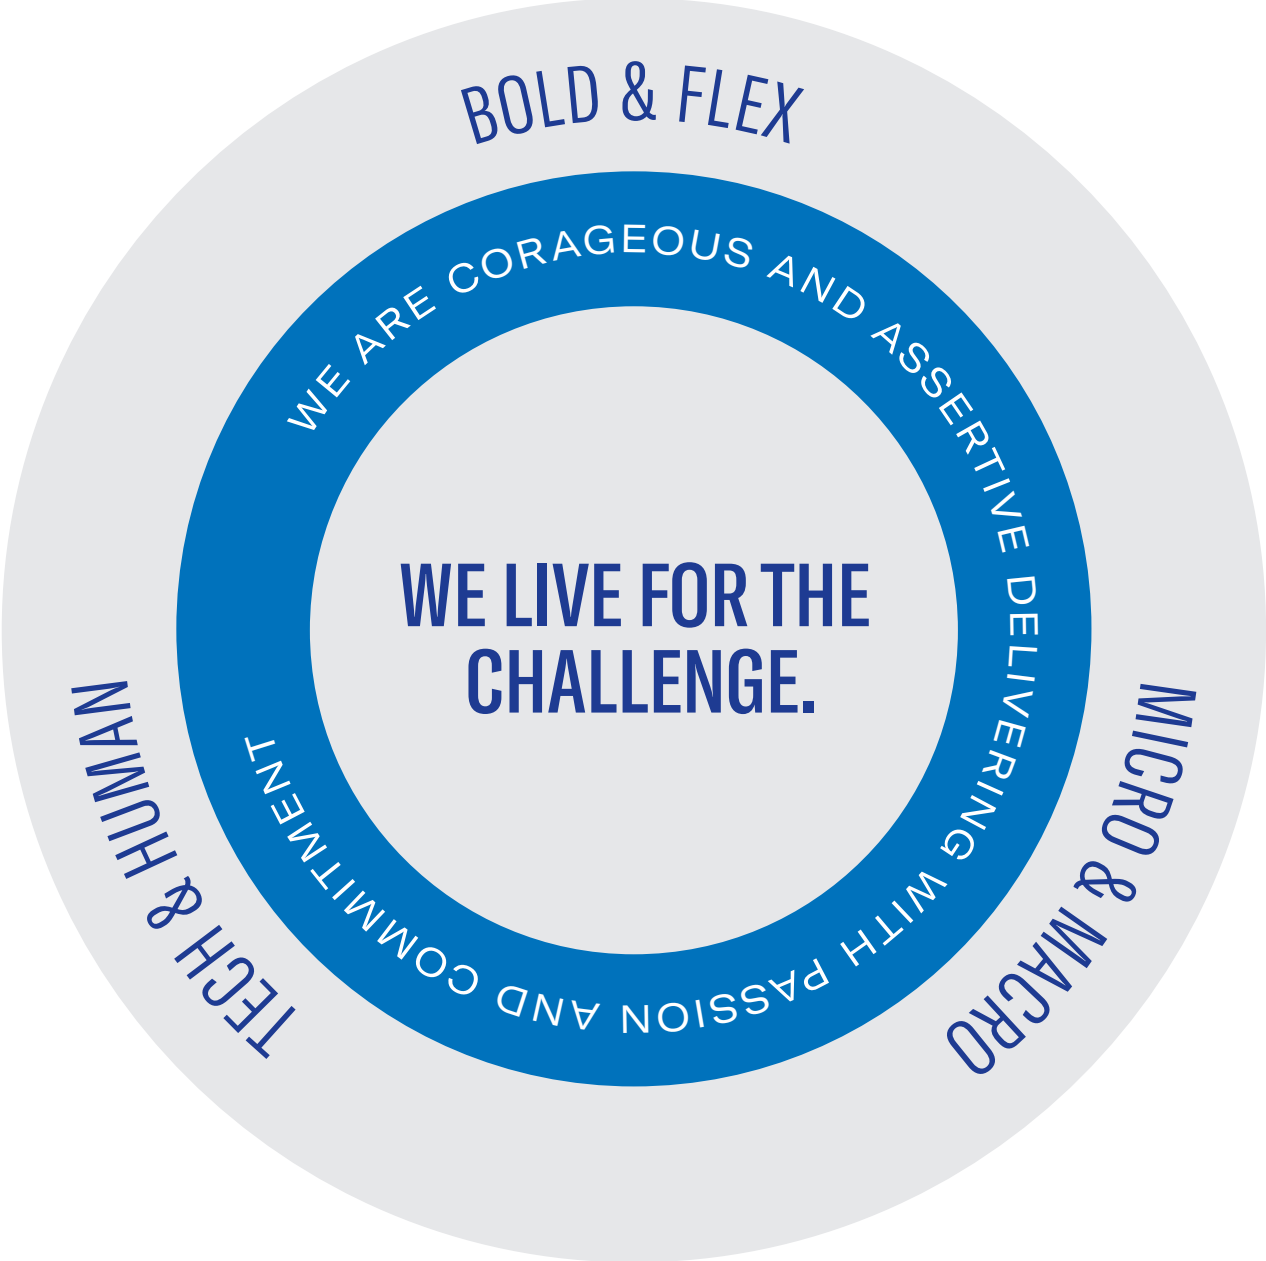 BOLD & FLEX
WE ARE CORAGEOUS AND ASSERTIVE DELIVERING WITH PASSION AND COMMITMENT
WE LIVE FOR THE
CHALLENGE.
MICRO & MACRO
TECH & HUMAN